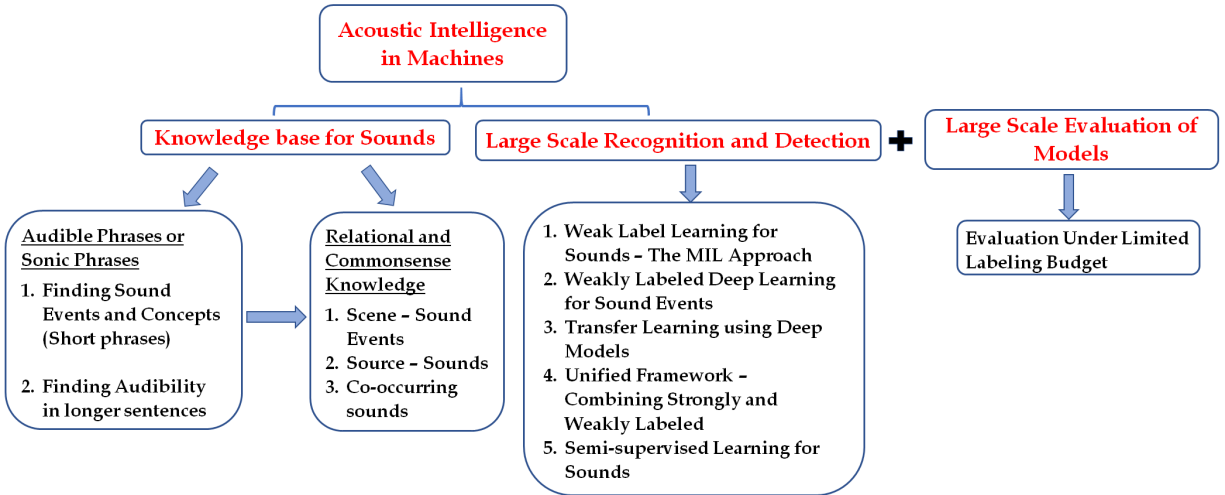 Acoustic Intelligence
in Machines
Knowledge base for Sounds
Large Scale Recognition and Detection
+
Large Scale Evaluation of
Models
Audible Phrases or
Sonic Phrases
1. Finding Sound
Events and Concepts
(Short phrases)
2. Finding Audibility
in longer sentences
Relational and
Commonsense
Knowledge
1. Scene – Sound
Events
2. Source – Sounds
3. Co-occurring
sounds
1. Weak Label Learning for
Sounds – The MIL Approach
2. Weakly Labeled Deep Learning
for Sound Events
3. Transfer Learning using Deep
Models
4. Unified Framework –
Combining Strongly and
Weakly Labeled
5. Semi-supervised Learning for
Sounds
Evaluation Under Limited
Labeling Budget